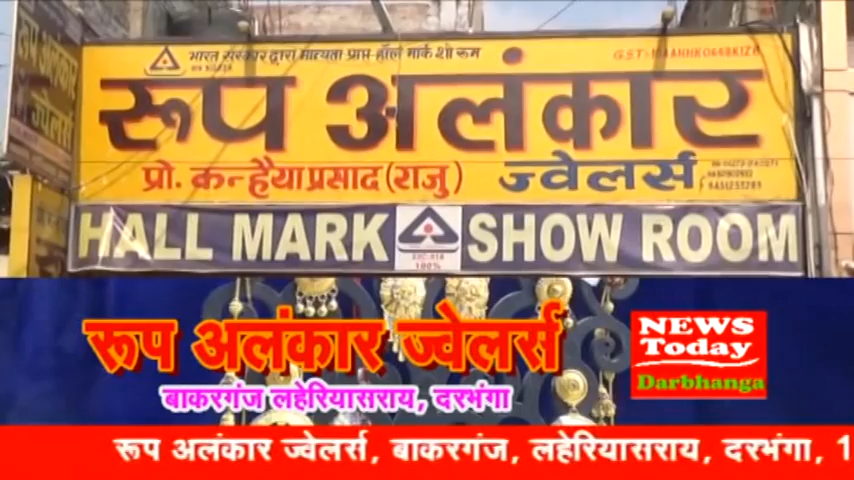 भारत सरकार द्वारा मान्यता प्राप्त-हॉल मार्क शो रूम
रूप अलंकार
प्रो. कन्हैया प्रसाद (राजु) ज्वेलर्स
HALL MARK SHOW ROOM
रूप अलंकार ज्वेलर्स
बाकरगंज लहेरियासराय, दरभंगा
NEWS
Today
Darbhanga
रूप अलंकार ज्वेलर्स, बाकरगंज, लहेरियासराय, दरभंगा, 1